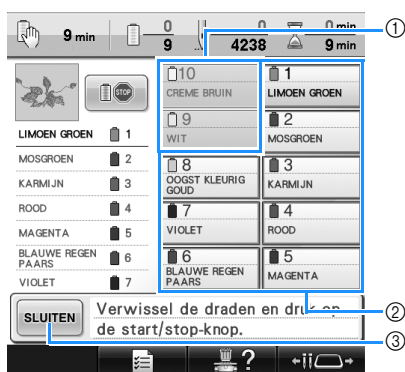 ①
9 min
0
9
0
4238
0 min
9 min
STOP
LIMOEN GROEN 1
MOSGROEN 2
KARMIJN 3
ROOD 4
MAGENTA 5
BLAUWE REGEN
PAARS 6
VIOLET 7
10
CREME BRUIN
1
LIMOEN GROEN
9
WIT
2
MOSGROEN
8
OOGST KLEURIG
GOUD
3
KARMIJN
7
VIOLET
4
ROOD
6
BLAUWE REGEN
PAARS
5
MAGENTA
②
SLUITEN
Verwissel de draden en druk op
de start/stop-knop.
③
?